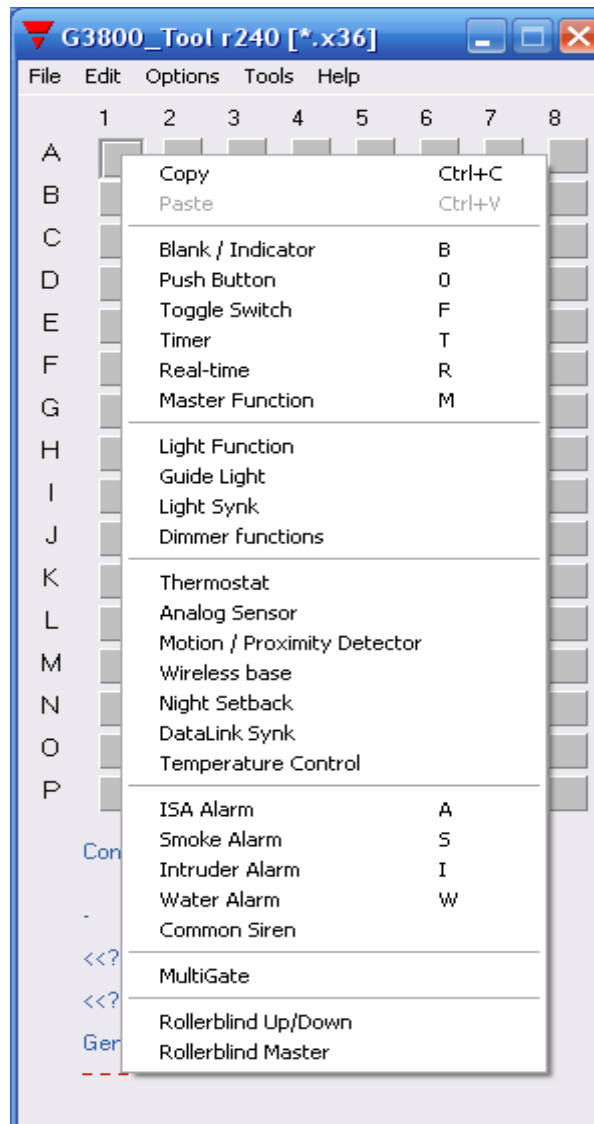 G3800_Tool r240 [*.x36]
File Edit Options Tools Help
1 2 3 4 5 6 7 8
A
Copy Ctrl+C
B
Paste Ctrl+V
C
Blank / Indicator B
D
Push Button 0
E
Toggle Switch F
Timer T
F
Real-time R
G
Master Function M
H
Light Function
I
Guide Light
Light Synk
J
Dimmer functions
K
Thermostat
L
Analog Sensor
Motion / Proximity Detector
M
Wireless base
N
Night Setback
O
DataLink Synk
Temperature Control
P
ISA Alarm A
Smoke Alarm S
Con
Intruder Alarm I
Water Alarm W
-
Common Siren
<<?
MultiGate
<<?
Rollerblind Up/Down
Ger
Rollerblind Master
- - -